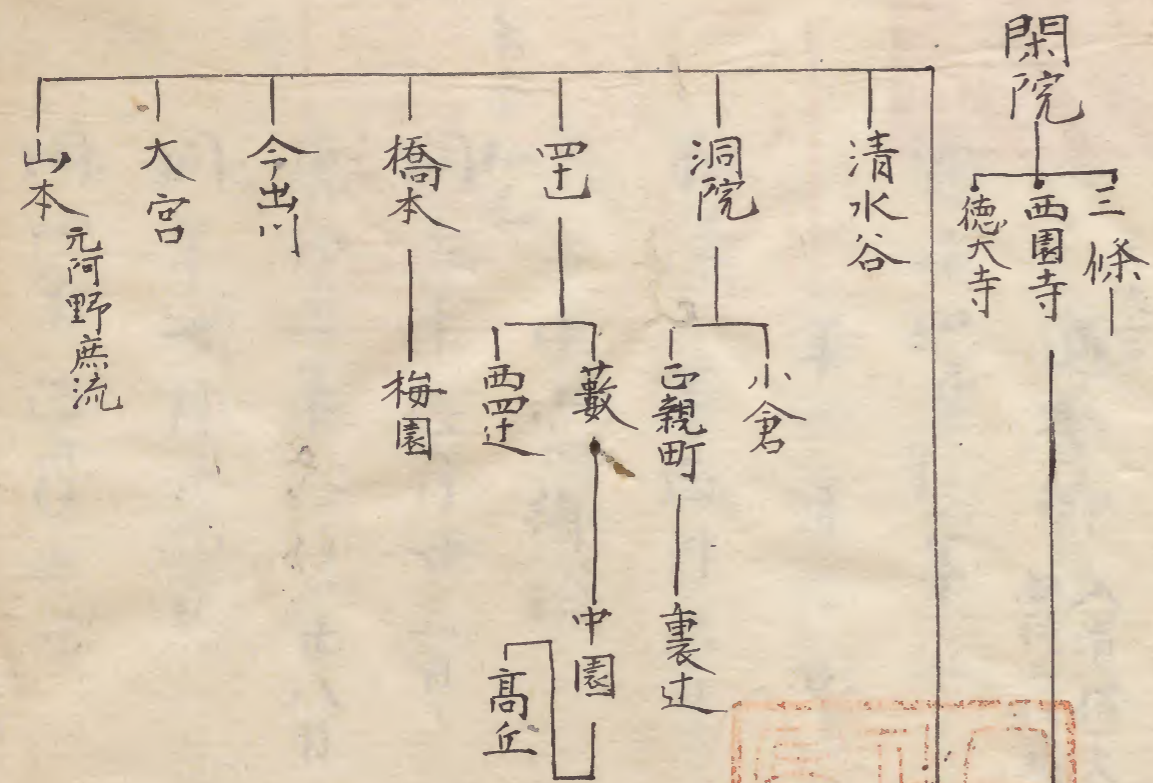 閑院
三條
西園寺
德大寺
清水谷
洞院
小倉
正親町
裏辻
四辻
藪
中園
高丘
西四辻
橋本
梅園
今出川
大宮
山本
元阿野庶流